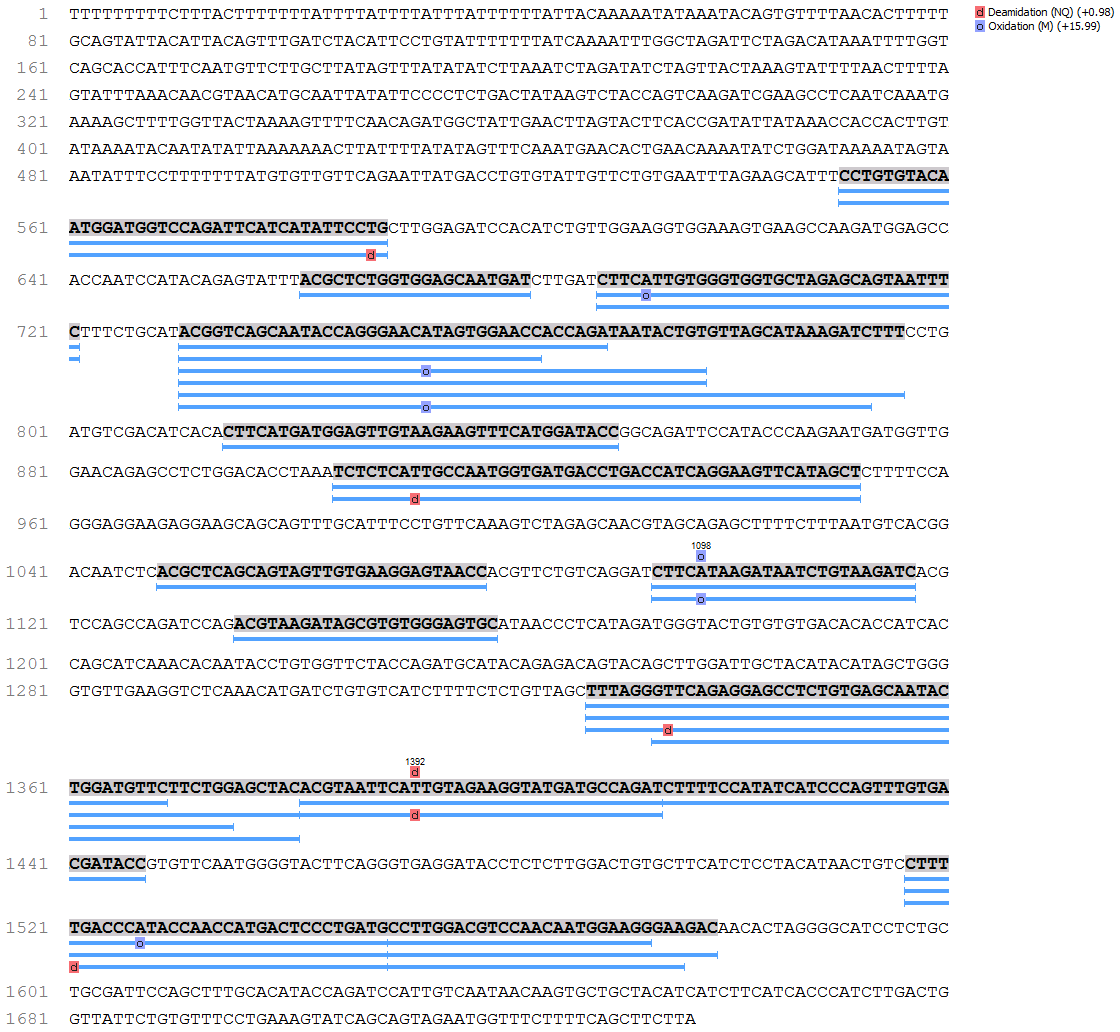 1 TTTTTTTTTCTTTACTTTTTTTATTTTATTTTATTTATTTTTTTATTACAAAAATATAAATACAGTGTTTTAACACTTTTT
Deamidation (NQ) (+0.98)
Oxidation (M) (+15.99)
81 GCAGTATTACATTACAGTTTGATCTACATTCCTGTATTTTTTTATCAAAATTTGGCTAGATTCTAGACATAAATTTTGGT
161 CAGCACCATTTCAATGTTCTTGCTTATAGTTTATATATCTTAAATCTAGATATCTAGTTACTAAAGTATTTTAACTTTTA
241 GTATTTAAACAACGTAACATGCAATTATATTCCCCTCTGACTATAAGTCTACCAGTCAAGATCGAAGCCTCAATCAAATG
321 AAAAGCTTTTGGTTACTAAAAGTTTTCAACAGATGGCTATTGAACTTAGTACTTCACCGATATTATAAACCACCACTTGT
401 ATAAAATACAATATATTAAAAAAACTTATTTTATATAGTTTCAAATGAACACTGAACAAAATATCTGGATAAAAATAGTA
481 AATATTTCCTTTTTTTATGTGTTGTTCAGAATTATGACCTGTGTATTGTTCTGTGAATTTAGAAGCATTTCCTGTGTACA
561 ATGGATGGTCCAGATTCATCATATTCCTGCTTGGAGATCCACATCTGTTGGAAGGTGGAAAGTGAAGCCAAGATGGAGCC
d
641 ACCAATCCATACAGAGTATTTACGCTCTGGTGGAGCAATGATCTTGATCTTCATTGTGGGTGGTGCTAGAGCAGTAATTT
o
721 CTTTCTGCATACGGTCAGCAATACCAGGGAACATAGTGGAACCACCAGATAATACTGTGTTAGCATAAAGATCTTTCCTG
o
o
801 ATGTCGACATCACACTTCATGATGGAGTTGTAAGAAGTTTCATGGATACCGGCAGATTCCATACCCAAGAATGATGGTTG
881 GAACAGAGCCTCTGGACACCTAAATCTCTCATTGCCAATGGTGATGACCTGACCATCAGGAAGTTCATAGCTCTTTTCCA
d
961 GGGAGGAAGAGGAAGCAGCAGTTTGCATTTCCTGTTCAAAGTCTAGAGCAACGTAGCAGAGCTTTTCTTTAATGTCACGG
1098
o
1041 ACAATCTCACGCTCAGCAGTAGTTGTGAAGGAGTAACCACGTTCTGTCAGGATCTTCATAAGATAATCTGTAAGATCACG
o
1121 TCCAGCCAGATCCAGACGTAAGATAGCGTGTGGGAGTGCATAACCCTCATAGATGGGTACTGTGTGTGACACACCATCAC
1201 CAGCATCAAACACAATACCTGTGGTTCTACCAGATGCATACAGAGACAGTACAGCTTGGATTGCTACATACATAGCTGGG
1281 GTGTTGAAGGTCTCAAACATGATCTGTGTCATCTTTTCTCTGTTAGCTTTAGGGTTCAGAGGAGCCTCTGTGAGCAATAC
d
1392
d
1361 TGGATGTTCTTCTGGAGCTACACGTAATTCATTGTAGAAGGTATGATGCCAGATCTTTTCCATATCATCCCAGTTTGTGA
d
1441 CGATACCGTGTTCAATGGGGTACTTCAGGGTGAGGATACCTCTCTTGGACTGTGCTTCATCTCCTACATAACTGTCCTTT
1521 TGACCCATACCAACCATGACTCCCTGATGCCTTGGACGTCCAACAATGGAAGGGAAGACAACACTAGGGGCATCCTCTGC
o
d
1601 TGCGATTCCAGCTTTGCACATACCAGATCCATTGTCAATAACAAGTGCTGCTACATCATCTTCATCACCCATCTTGACTG
1681 GTTATTCTGTGTTTCCTGAAAGTATCAGCAGTAGAATGGTTTCTTTTCAGCTTCTTA